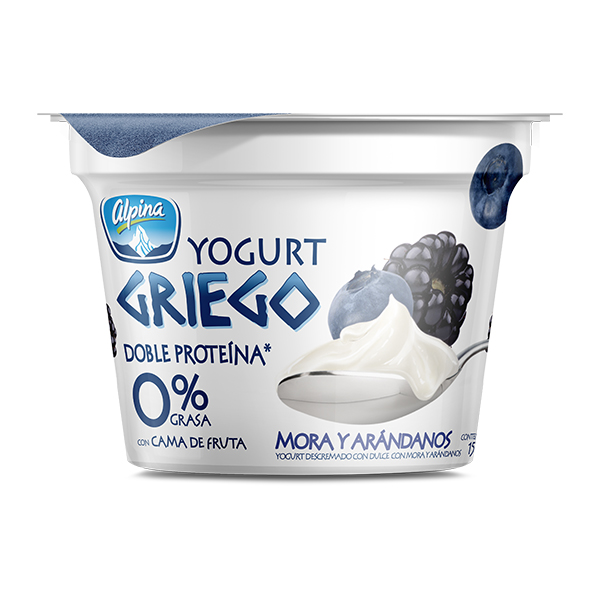 alpina
YOGURT
GRIEGO
DOBLE PROTEÍNA*
0%
GRASA
CON CAMA DE FRUTA
MORA Y ARÁNDANOS
YOGURT DESCREMADO CON DULCE, CON MORA Y ARÁNDANOS